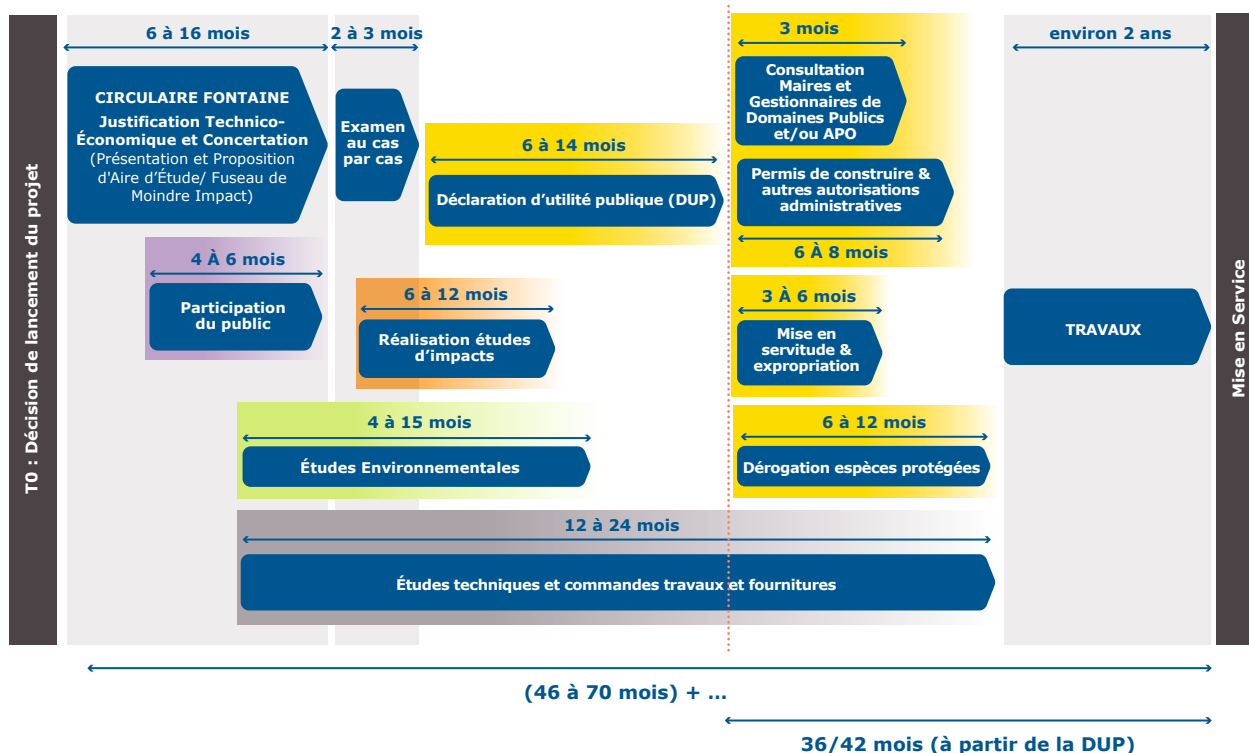 T0 : Décision de lancement du projet
6 à 16 mois
CIRCULAIRE FONTAINE
Justification Technico-
Économique et Concertation
(Présentation et Proposition
d'Aire d'Étude/ Fuseau de
Moindre Impact)
2 à 3 mois
Examen
au cas
par cas
6 à 14 mois
Déclaration d'utilité publique (DUP)
3 mois
Consultation
Maires et
Gestionnaires de
Domaines Publics
et/ou APO
Permis de construire &
autres autorisations
administratives
6 À 8 mois
environ 2 ans
TRAVAUX
4 À 6 mois
Participation
du public
6 à 12 mois
Réalisation études
d'impacts
3 À 6 mois
Mise en
servitude &
expropriation
4 à 15 mois
Études Environnementales
6 à 12 mois
Dérogation espèces protégées
12 à 24 mois
Études techniques et commandes travaux et fournitures
Mise en Service
(46 à 70 mois) + ...
36/42 mois (à partir de la DUP)